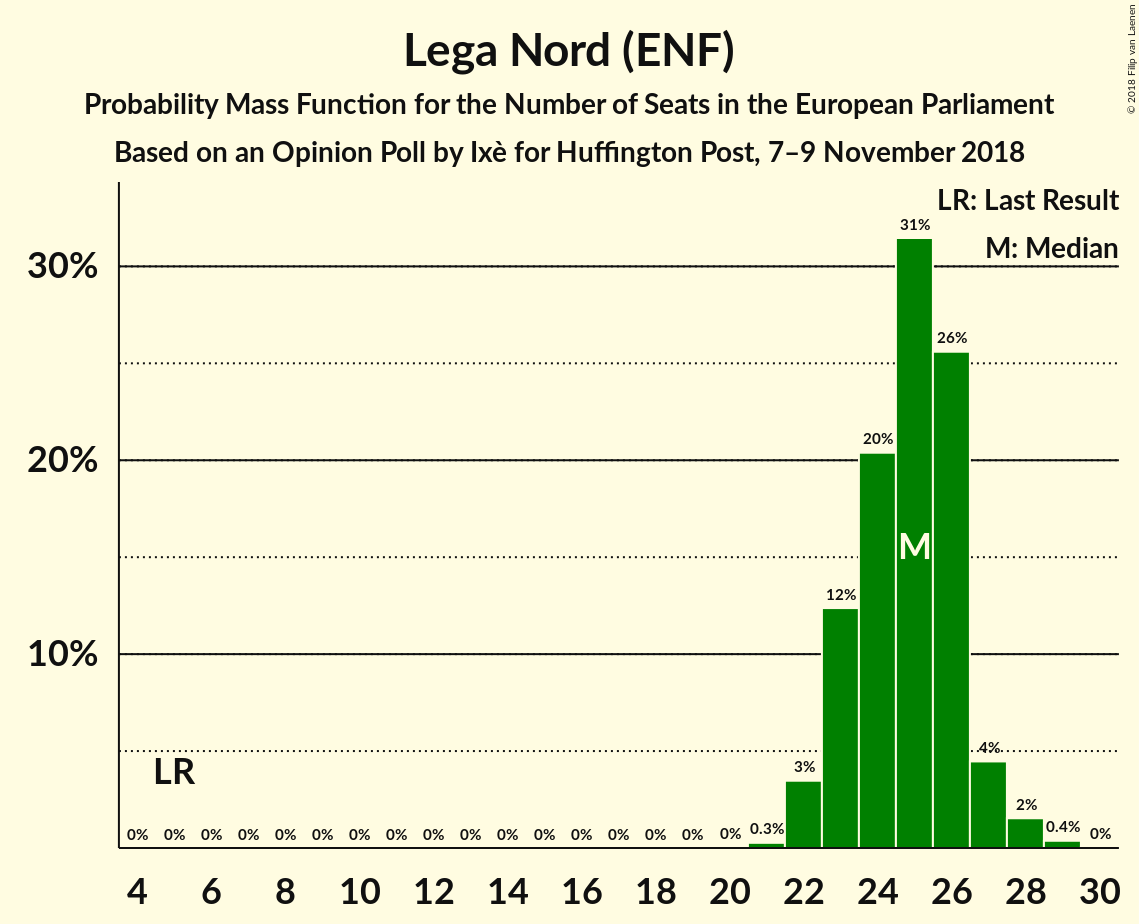 Lega Nord (ENF)
Probability Mass Function for the Number of Seats in the European Parliament
Based on an Opinion Poll by Ixè for Huffington Post, 7–9 November 2018
© 2018 Filip van Laenen
LR: Last Result
M: Median
30%
20%
10%
31%
26%
20%
12%
M
LR
0% 0% 0% 0% 0% 0% 0% 0% 0% 0% 0% 0% 0% 0% 0% 0% 0% 0.3% 3% 4% 2% 0.4% 0%
4 6 8 10 12 14 16 18 20 22 24 26 28 30